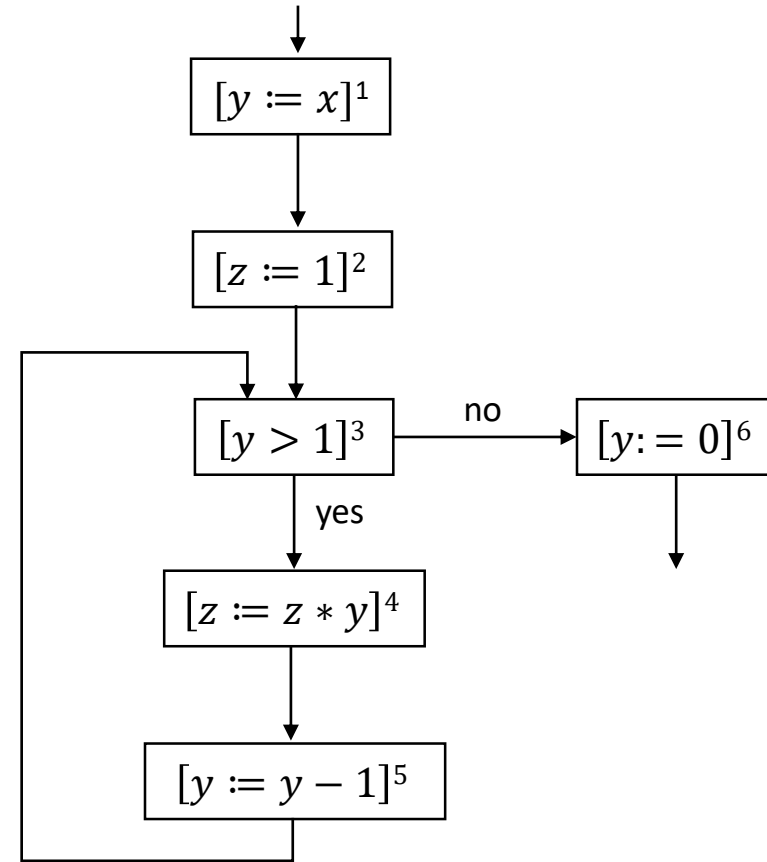 [y := x]¹
[z := 1]²
[y > 1]³
no
[y: = 0]⁶
yes
[z := z ∗ y]⁴
[y := y − 1]⁵